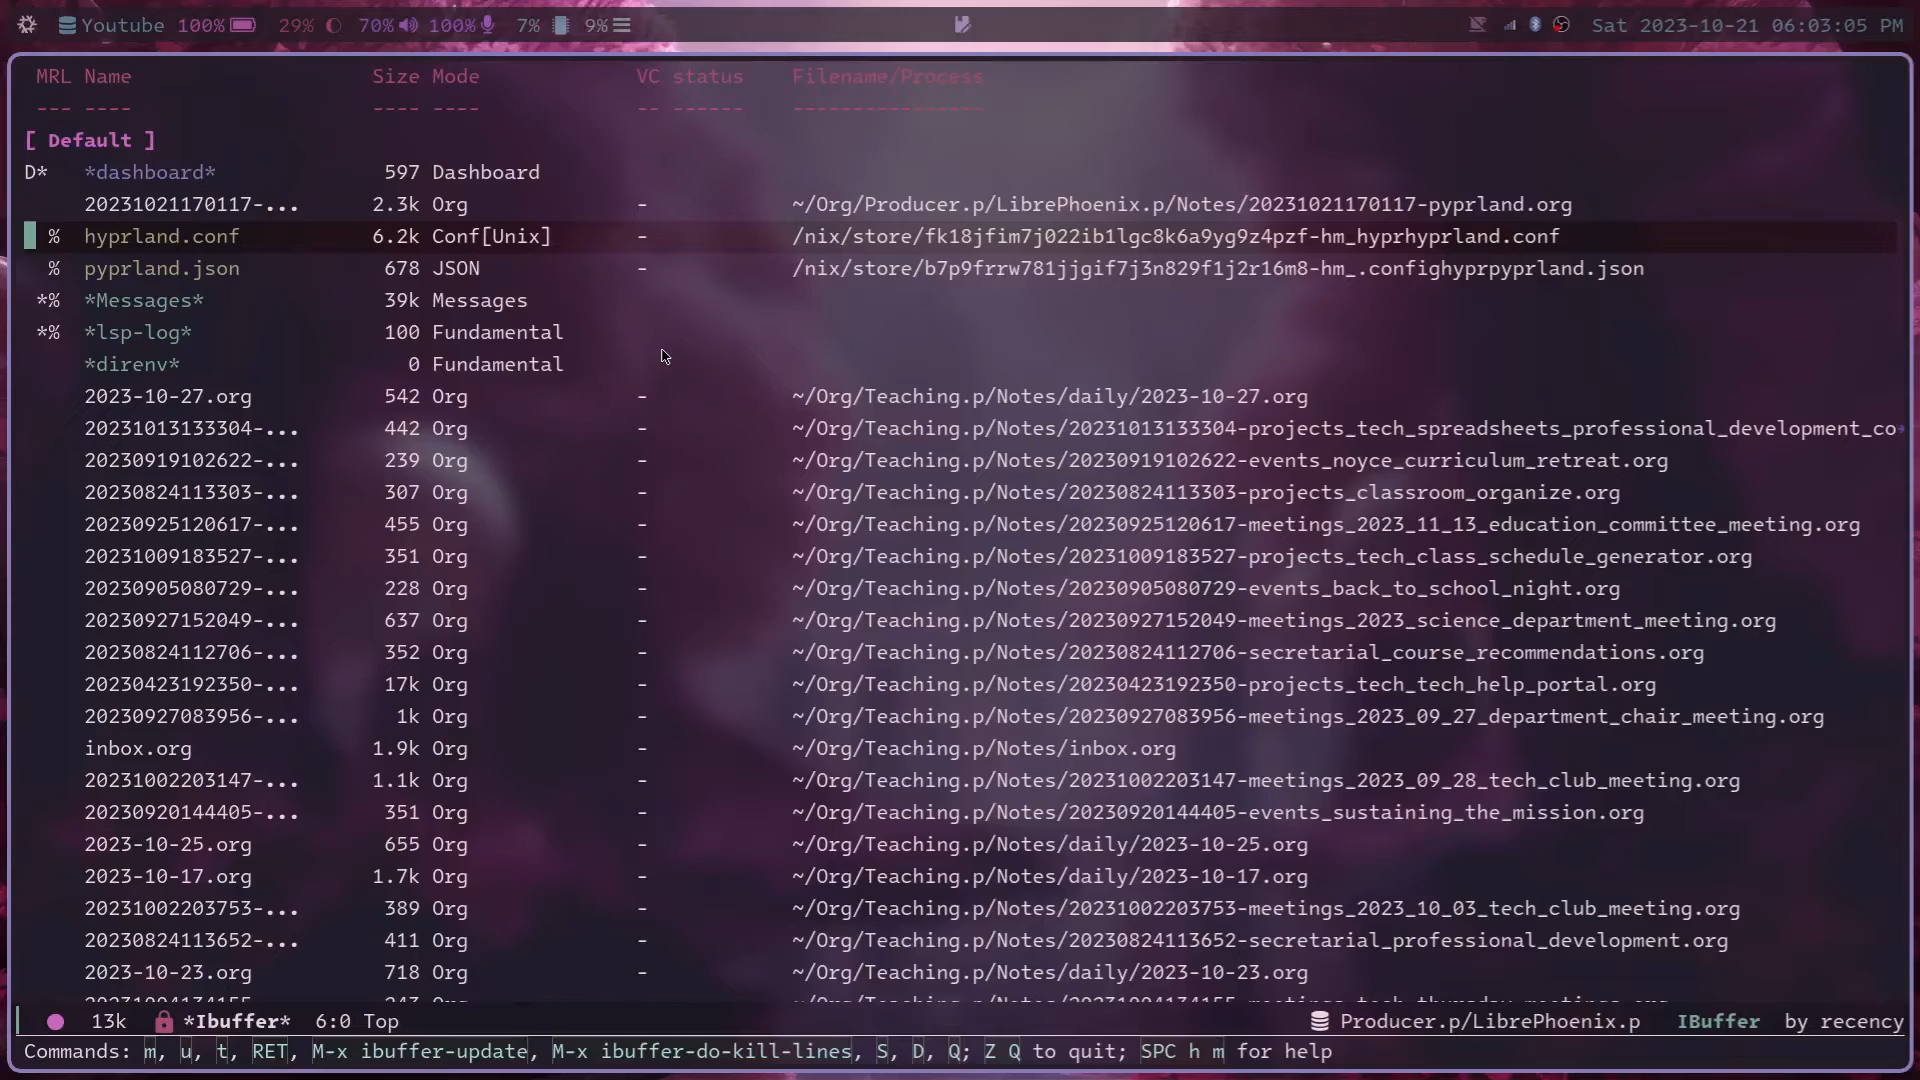 Youtube 100% 29% 70% 100% 7% 9% Sat 2023-10-21 06:03:05 PM
MRL Name Size Mode VC status Filename/Process
--- ---- ---- ---- -- ------ ----------------
[ Default ]
D* *dashboard* 597 Dashboard
20231021170117-... 2.3k Org - ~/Org/Producer.p/LibrePhoenix.p/Notes/20231021170117-pyprland.org
% hyprland.conf 6.2k Conf[Unix] - /nix/store/fk18jfim7j022ib1lgc8k6a9yg9z4pzf-hm_hyprhyprland.conf
% pyprland.json 678 JSON - /nix/store/b7p9frrw781jjgif7j3n829f1j2r16m8-hm_.confighyprpyprland.json
*% *Messages* 39k Messages
*% *lsp-log* 100 Fundamental
*direnv* 0 Fundamental
2023-10-27.org 542 Org - ~/Org/Teaching.p/Notes/daily/2023-10-27.org
20231013133304-... 442 Org - ~/Org/Teaching.p/Notes/20231013133304-projects_tech_spreadsheets_professional_development_co
20230919102622-... 239 Org - ~/Org/Teaching.p/Notes/20230919102622-events_noyce_curriculum_retreat.org
20230824113303-... 307 Org - ~/Org/Teaching.p/Notes/20230824113303-projects_classroom_organize.org
20230925120617-... 455 Org - ~/Org/Teaching.p/Notes/20230925120617-meetings_2023_11_13_education_committee_meeting.org
20231009183527-... 351 Org - ~/Org/Teaching.p/Notes/20231009183527-projects_tech_class_schedule_generator.org
20230905080729-... 228 Org - ~/Org/Teaching.p/Notes/20230905080729-events_back_to_school_night.org
20230927152049-... 637 Org - ~/Org/Teaching.p/Notes/20230927152049-meetings_2023_science_department_meeting.org
20230824112706-... 352 Org - ~/Org/Teaching.p/Notes/20230824112706-secretarial_course_recommendations.org
20230423192350-... 17k Org - ~/Org/Teaching.p/Notes/20230423192350-projects_tech_tech_help_portal.org
20230927083956-... 1k Org - ~/Org/Teaching.p/Notes/20230927083956-meetings_2023_09_27_department_chair_meeting.org
inbox.org 1.9k Org - ~/Org/Teaching.p/Notes/inbox.org
20231002203147-... 1.1k Org - ~/Org/Teaching.p/Notes/20231002203147-meetings_2023_09_28_tech_club_meeting.org
20230920144405-... 351 Org - ~/Org/Teaching.p/Notes/20230920144405-events_sustaining_the_mission.org
2023-10-25.org 655 Org - ~/Org/Teaching.p/Notes/daily/2023-10-25.org
2023-10-17.org 1.7k Org - ~/Org/Teaching.p/Notes/daily/2023-10-17.org
20231002203753-... 389 Org - ~/Org/Teaching.p/Notes/20231002203753-meetings_2023_10_03_tech_club_meeting.org
20230824113652-... 411 Org - ~/Org/Teaching.p/Notes/20230824113652-secretarial_professional_development.org
2023-10-23.org 718 Org - ~/Org/Teaching.p/Notes/daily/2023-10-23.org
13k *Ibuffer* 6:0 Top Producer.p/LibrePhoenix.p IBuffer by recency
Commands: m, u, t, RET, M-x ibuffer-update, M-x ibuffer-do-kill-lines, S, D, Q; Z Q to quit; SPC h m for help